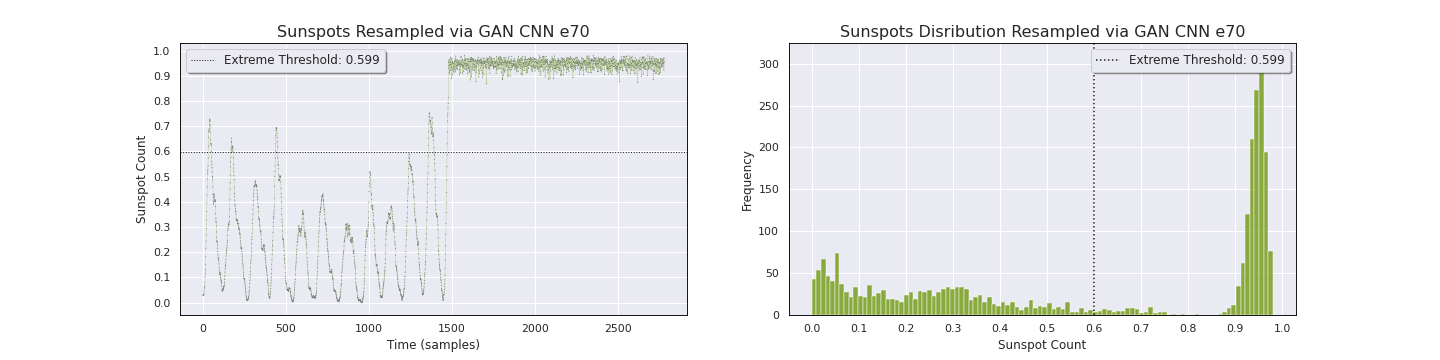 Sunspots Resampled via GAN CNN e70
Extreme Threshold: 0.599
Sunspot Count
1.0
0.9
0.8
0.7
0.6
0.5
0.4
0.3
0.2
0.1
0.0
0 500 1000 1500 2000 2500
Time (samples)
Sunspots Disribution Resampled via GAN CNN e70
Extreme Threshold: 0.599
Frequency
300
250
200
150
100
50
0
0.0 0.1 0.2 0.3 0.4 0.5 0.6 0.7 0.8 0.9 1.0
Sunspot Count